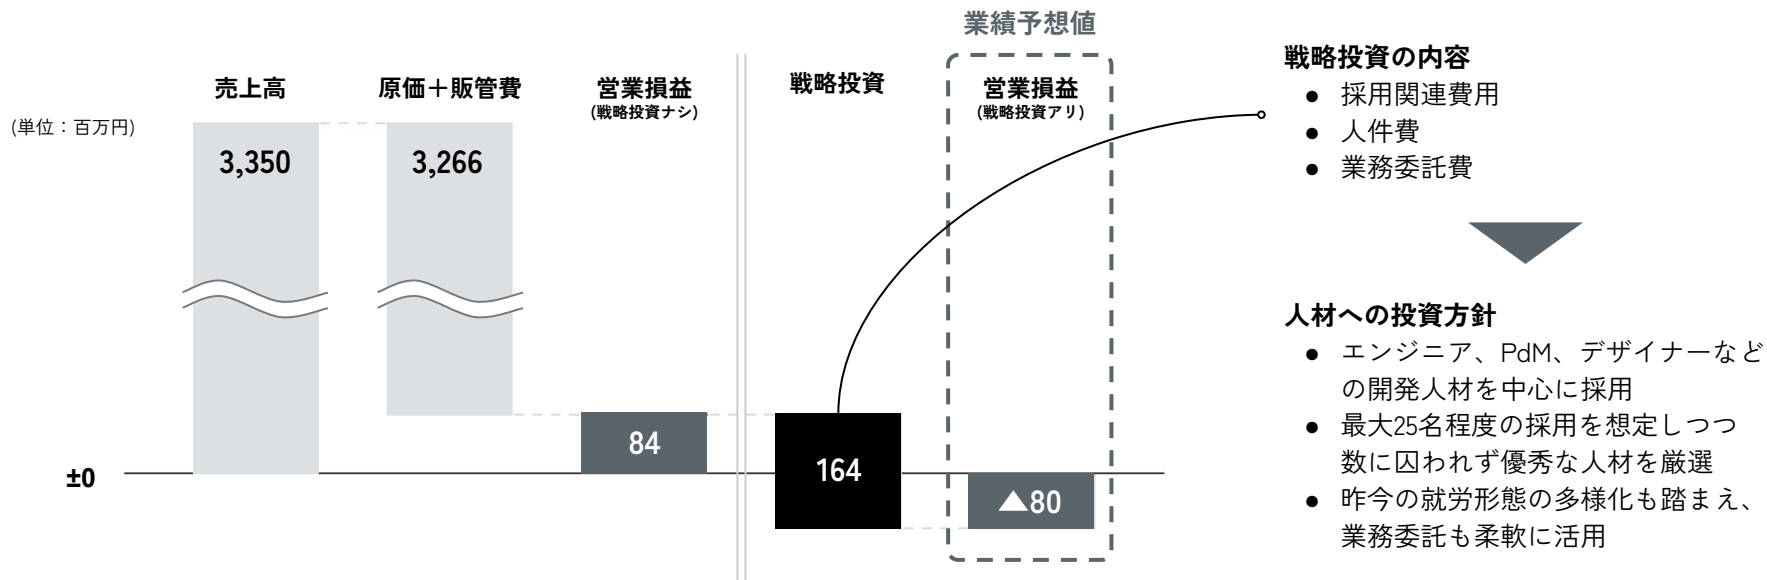 業績予想値
売上高
原価＋販管費
営業損益
(戦略投資ナシ)
戦略投資
営業損益
(戦略投資アリ)
(単位：百万円)
3,350
3,266
84
164
▲80
±0
戦略投資の内容
● 採用関連費用
● 人件費
● 業務委託費
人材への投資方針
● エンジニア、PdM、デザイナーなど
の開発人材を中心に採用
● 最大25名程度の採用を想定しつつ
数に囚われず優秀な人材を厳選
● 昨今の就労形態の多様化も踏まえ、
業務委託も柔軟に活用